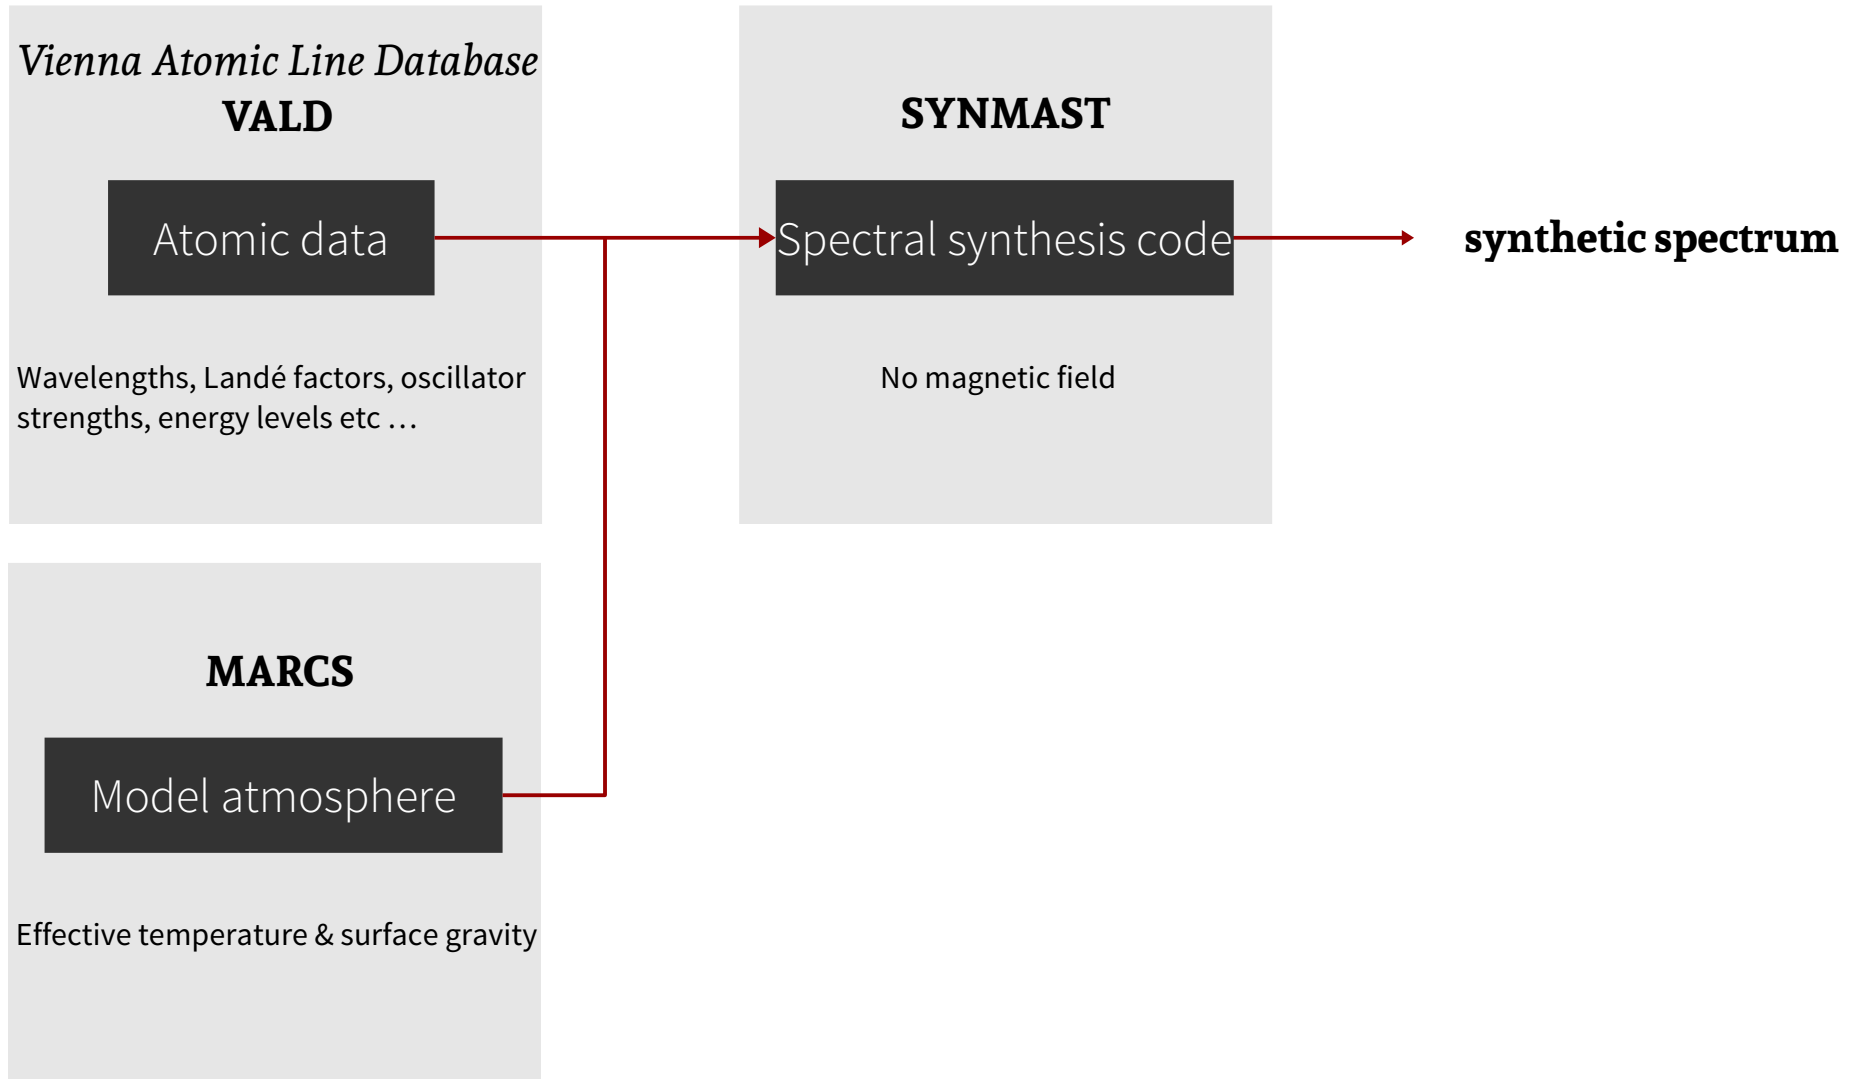 Vienna Atomic Line Database
VALD
Atomic data
Wavelengths, Landé factors, oscillator
strengths, energy levels etc …
SYNMAST
Spectral synthesis code
No magnetic field
synthetic spectrum
MARCS
Model atmosphere
Effective temperature & surface gravity